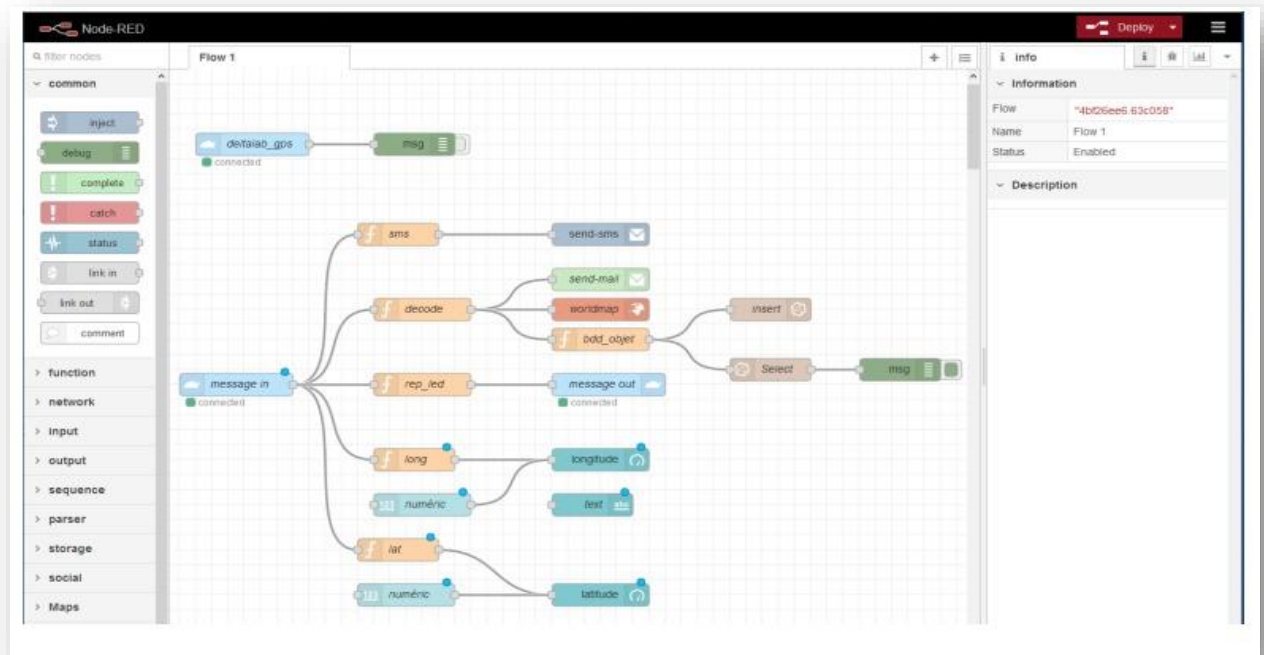 Node-RED
Deploy
filter nodes
Flow 1
info
common
Information
inject
Flow
"4bf26ee6.63c058"
Name
Flow 1
deltalab_gps
msg
debug
Status
Enabled
connected
complete
Description
catch
sms
send-sms
status
link in
send-mail
link out
decode
worldmap
insert
comment
bdd_objet
Select
msg
function
message in
rep_led
message out
connected
connected
network
input
output
long
longitude
sequence
numéric
text
parser
storage
lat
social
numéric
latitude
Maps